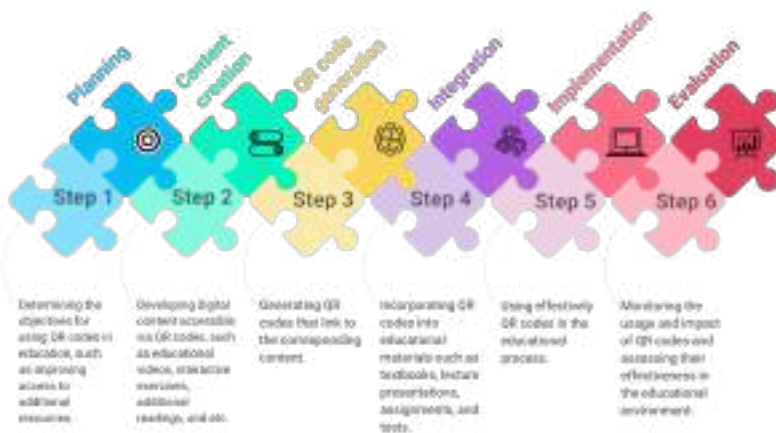 Planning
Content
creation
QR code
generation
Integration
Implementation
Evaluation
Step 1
Step 2
Step 3
Step 4
Step 5
Step 6
Determining the
objectives for
using QR codes in
education, such
as improving
access to
additional
resources.
Developing digital
content accessible
via QR codes, such
as educational
videos, interactive
exercises,
additional
readings, and etc.
Generating QR
codes that link to
the corresponding
content.
Incorporating QR
codes into
educational
materials such as
textbooks, lecture
presentations,
assignments, and
tests.
Using effectively
QR codes in the
educational
process.
Monitoring the
usage and impact
of QR codes and
assessing their
effectiveness in
the educational
environment.